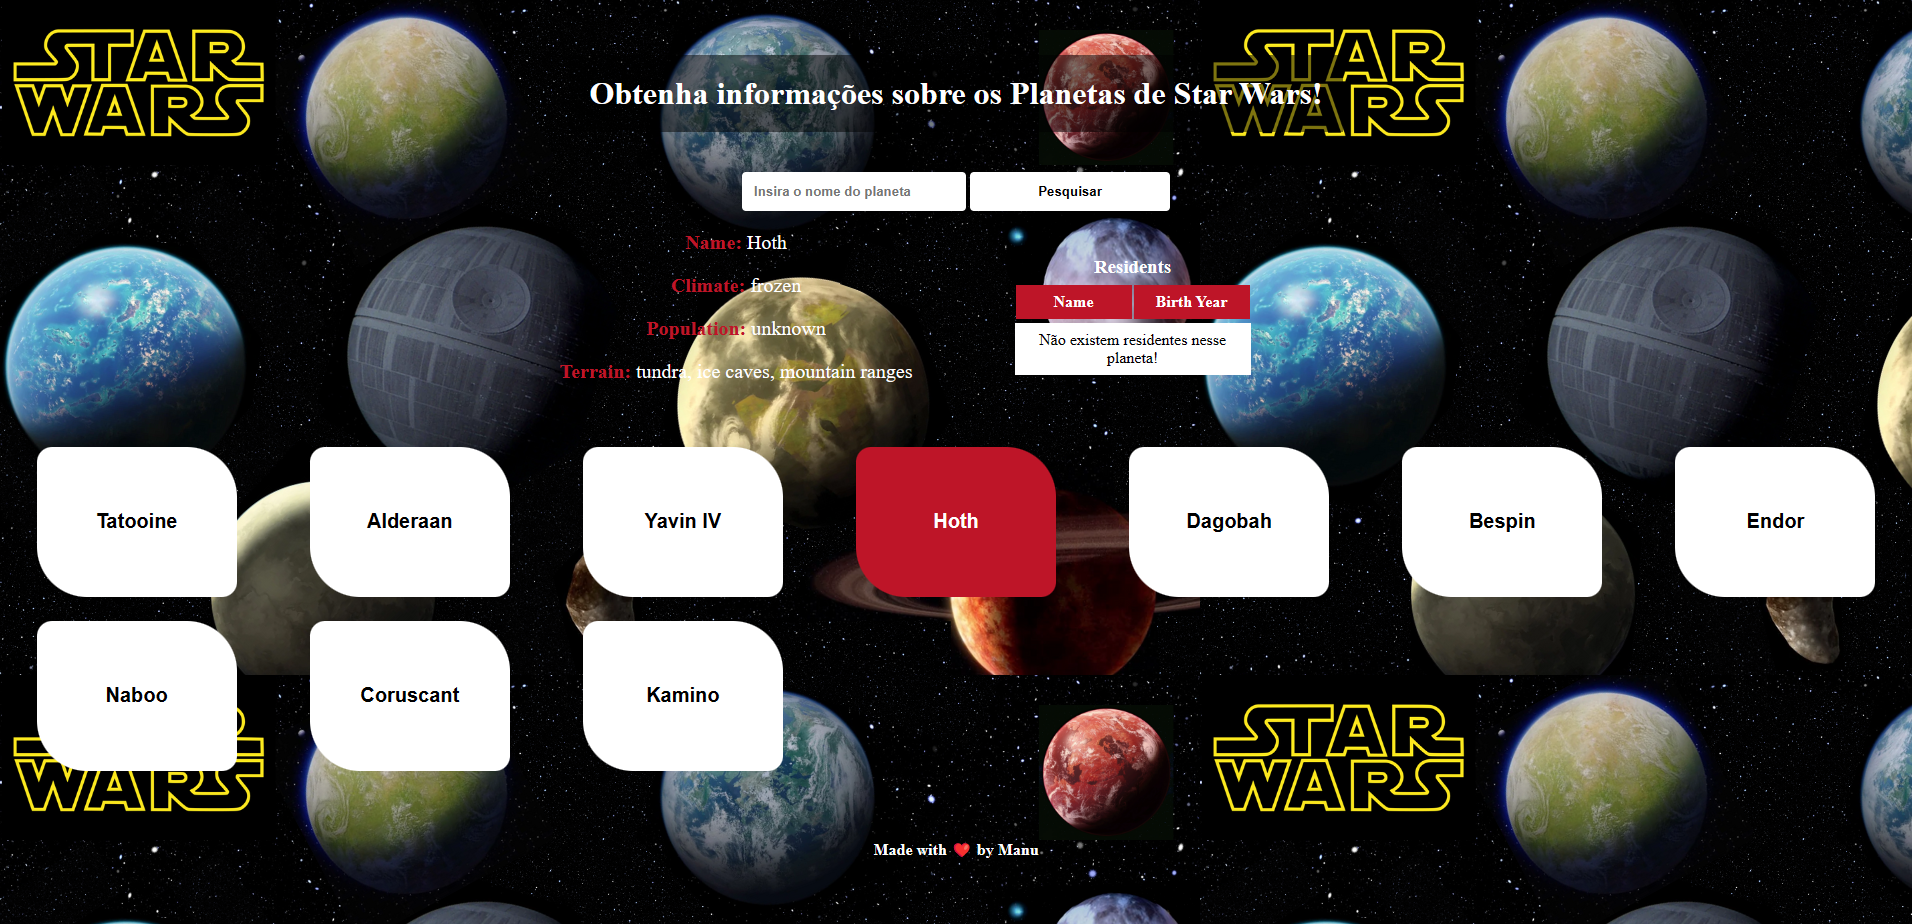 STAR
WARS
STAR
WARS
Obtenha informações sobre os Planetas de Star Wars!
Insira o nome do planeta
Pesquisar
Name: Hoth
Climate: frozen
Population: unknown
Terrain: tundra, ice caves, mountain ranges
Residents
Name
Birth Year
Não existem residentes nesse
planeta!
Tatooine
Alderaan
Yavin IV
Hoth
Dagobah
Bespin
Endor
Naboo
Coruscant
Kamino
WARS
STAR
WARS
Made with ❤️ by Manu